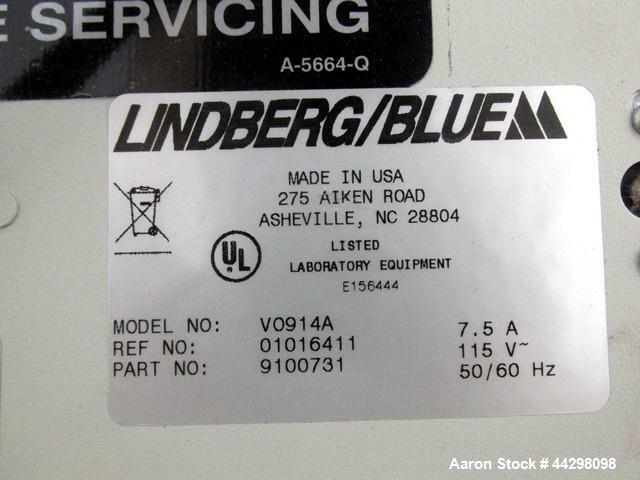 E SERVICING
A-5664-Q
LINDBERG/BLUE M
MADE IN USA
275 AIKEN ROAD
ASHEVILLE, NC 28804
UL
LISTED
LABORATORY EQUIPMENT
E156444
MODEL NO: VO914A 7.5 A
REF NO: 01016411 115 V~
PART NO: 9100731 50/60 Hz
Aaron Stock # 44298098